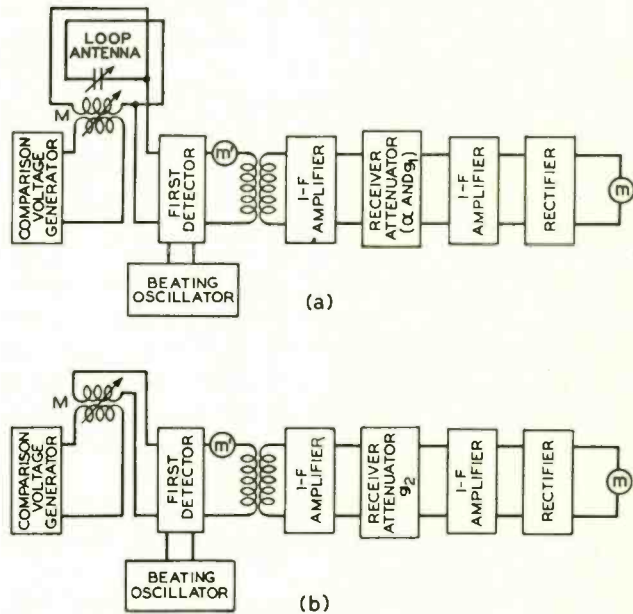 LOOP
ANTENNA
M
COMPARISON
VOLTAGE
GENERATOR
FIRST
DETECTOR
m'
I-F
AMPLIFIER
RECEIVER
ATTENUATOR
(α AND g₁)
I-F
AMPLIFIER
RECTIFIER
m
BEATING
OSCILLATOR
(a)
M
COMPARISON
VOLTAGE
GENERATOR
FIRST
DETECTOR
m'
I-F
AMPLIFIER
RECEIVER
ATTENUATOR
g₂
I-F
AMPLIFIER
RECTIFIER
m
BEATING
OSCILLATOR
(b)